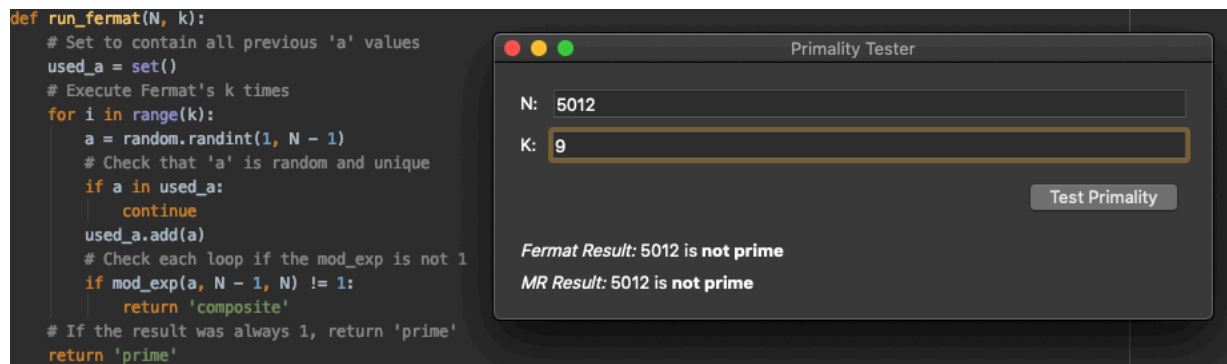 def run_fermat(N, k):
# Set to contain all previous 'a' values
used_a = set()
# Execute Fermat's k times
for i in range(k):
a = random.randint(1, N - 1)
# Check that 'a' is random and unique
if a in used_a:
continue
used_a.add(a)
# Check each loop if the mod_exp is not 1
if mod_exp(a, N - 1, N) != 1:
return 'composite'
# If the result was always 1, return 'prime'
return 'prime'
Primality Tester
N: 5012
K: 9
Test Primality
Fermat Result: 5012 is not prime
MR Result: 5012 is not prime